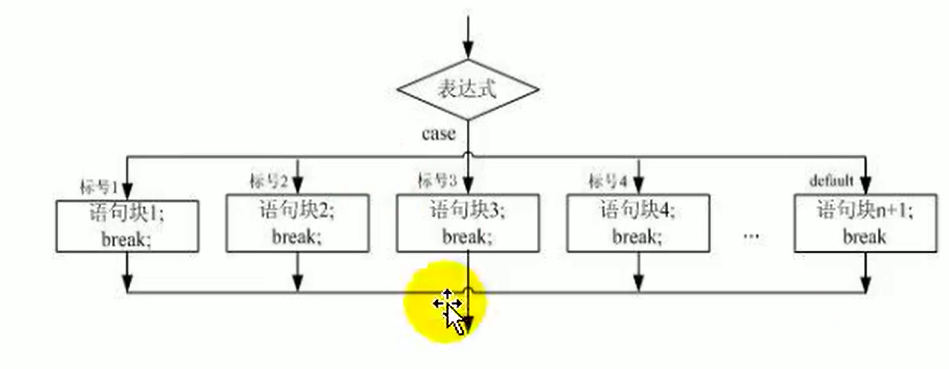 表达式
case
标号1
标号2
标号3
标号4
default
语句块1;
break;
语句块2;
break;
语句块3;
break;
语句块4;
break;
...
语句块n+1;
break